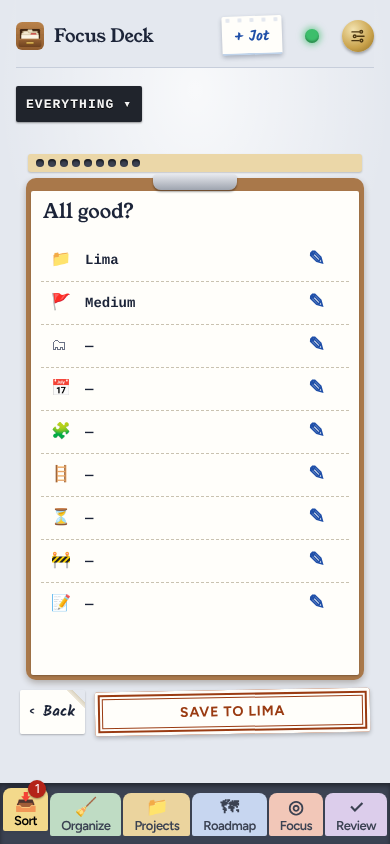 Focus Deck
+ Jot
EVERYTHING ▾
All good?
Lima
Medium
—
—
—
—
—
—
—
‹ Back
SAVE TO LIMA
1
Sort
Organize
Projects
Roadmap
Focus
Review